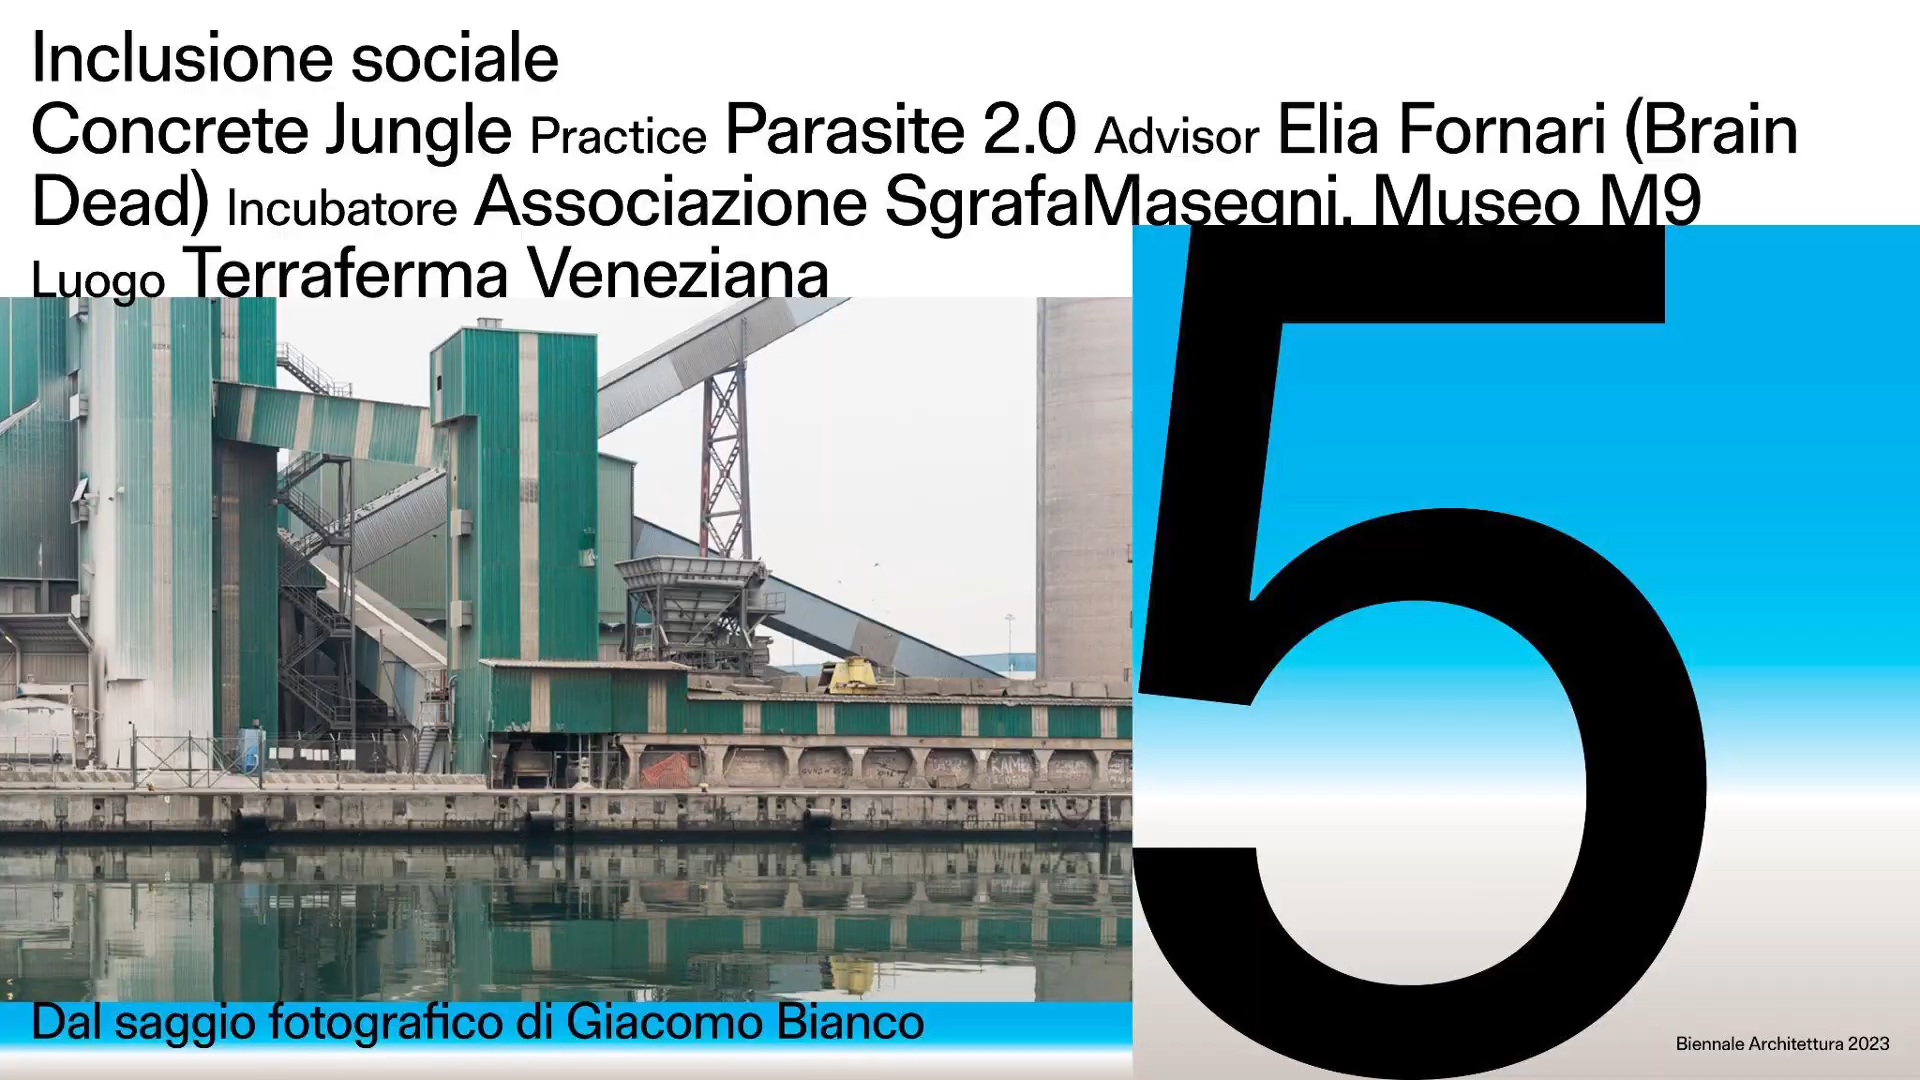 Inclusione sociale
Concrete Jungle Practice Parasite 2.0 Advisor Elia Fornari (Brain
Dead) Incubatore Associazione SgrafaMasegni, Museo M9
Luogo Terraferma Veneziana
5
KAME
Dal saggio fotografico di Giacomo Bianco
Biennale Architettura 2023